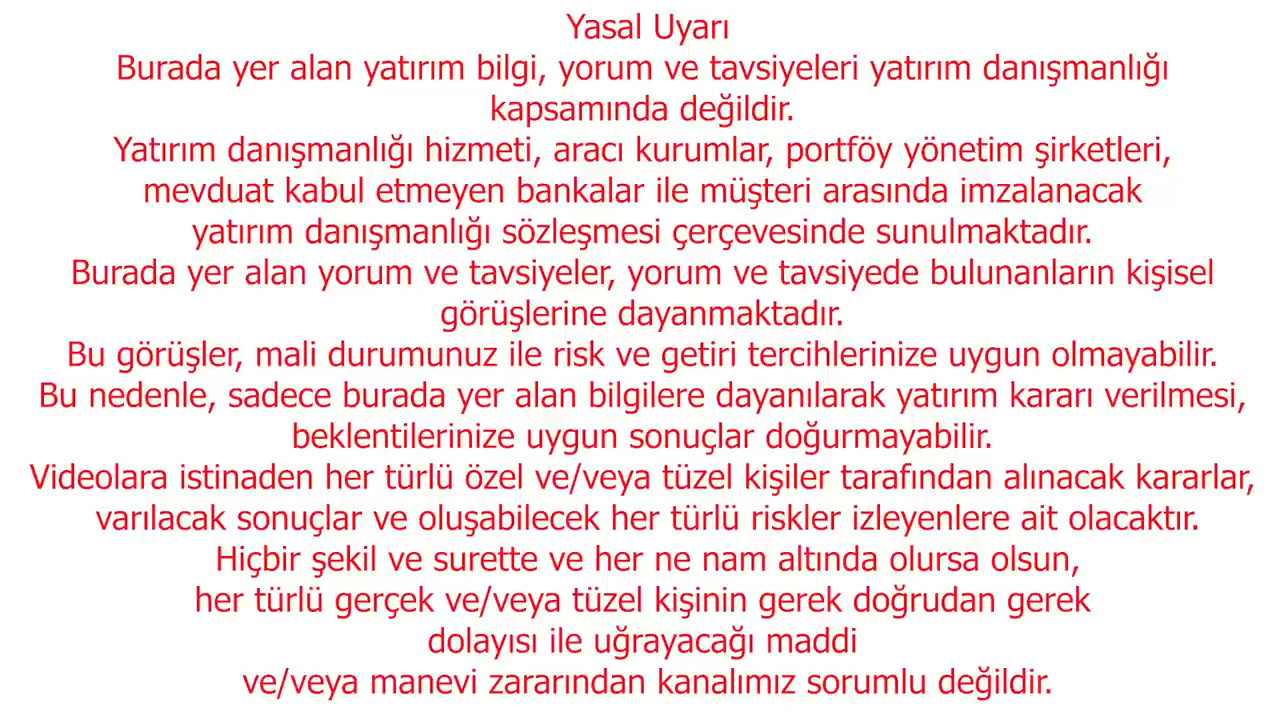 Yasal Uyarı
Burada yer alan yatırım bilgi, yorum ve tavsiyeleri yatırım danışmanlığı
kapsamında değildir.
Yatırım danışmanlığı hizmeti, aracı kurumlar, portföy yönetim şirketleri,
mevduat kabul etmeyen bankalar ile müşteri arasında imzalanacak
yatırım danışmanlığı sözleşmesi çerçevesinde sunulmaktadır.
Burada yer alan yorum ve tavsiyeler, yorum ve tavsiyede bulunanların kişisel
görüşlerine dayanmaktadır.
Bu görüşler, mali durumunuz ile risk ve getiri tercihlerinize uygun olmayabilir.
Bu nedenle, sadece burada yer alan bilgilere dayanılarak yatırım kararı verilmesi,
beklentilerinize uygun sonuçlar doğurmayabilir.
Videolara istinaden her türlü özel ve/veya tüzel kişiler tarafından alınacak kararlar,
varılacak sonuçlar ve oluşabilecek her türlü riskler izleyenlere ait olacaktır.
Hiçbir şekil ve surette ve her ne nam altında olursa olsun,
her türlü gerçek ve/veya tüzel kişinin gerek doğrudan gerek
dolayısı ile uğrayacağı maddi
ve/veya manevi zararından kanalımız sorumlu değildir.